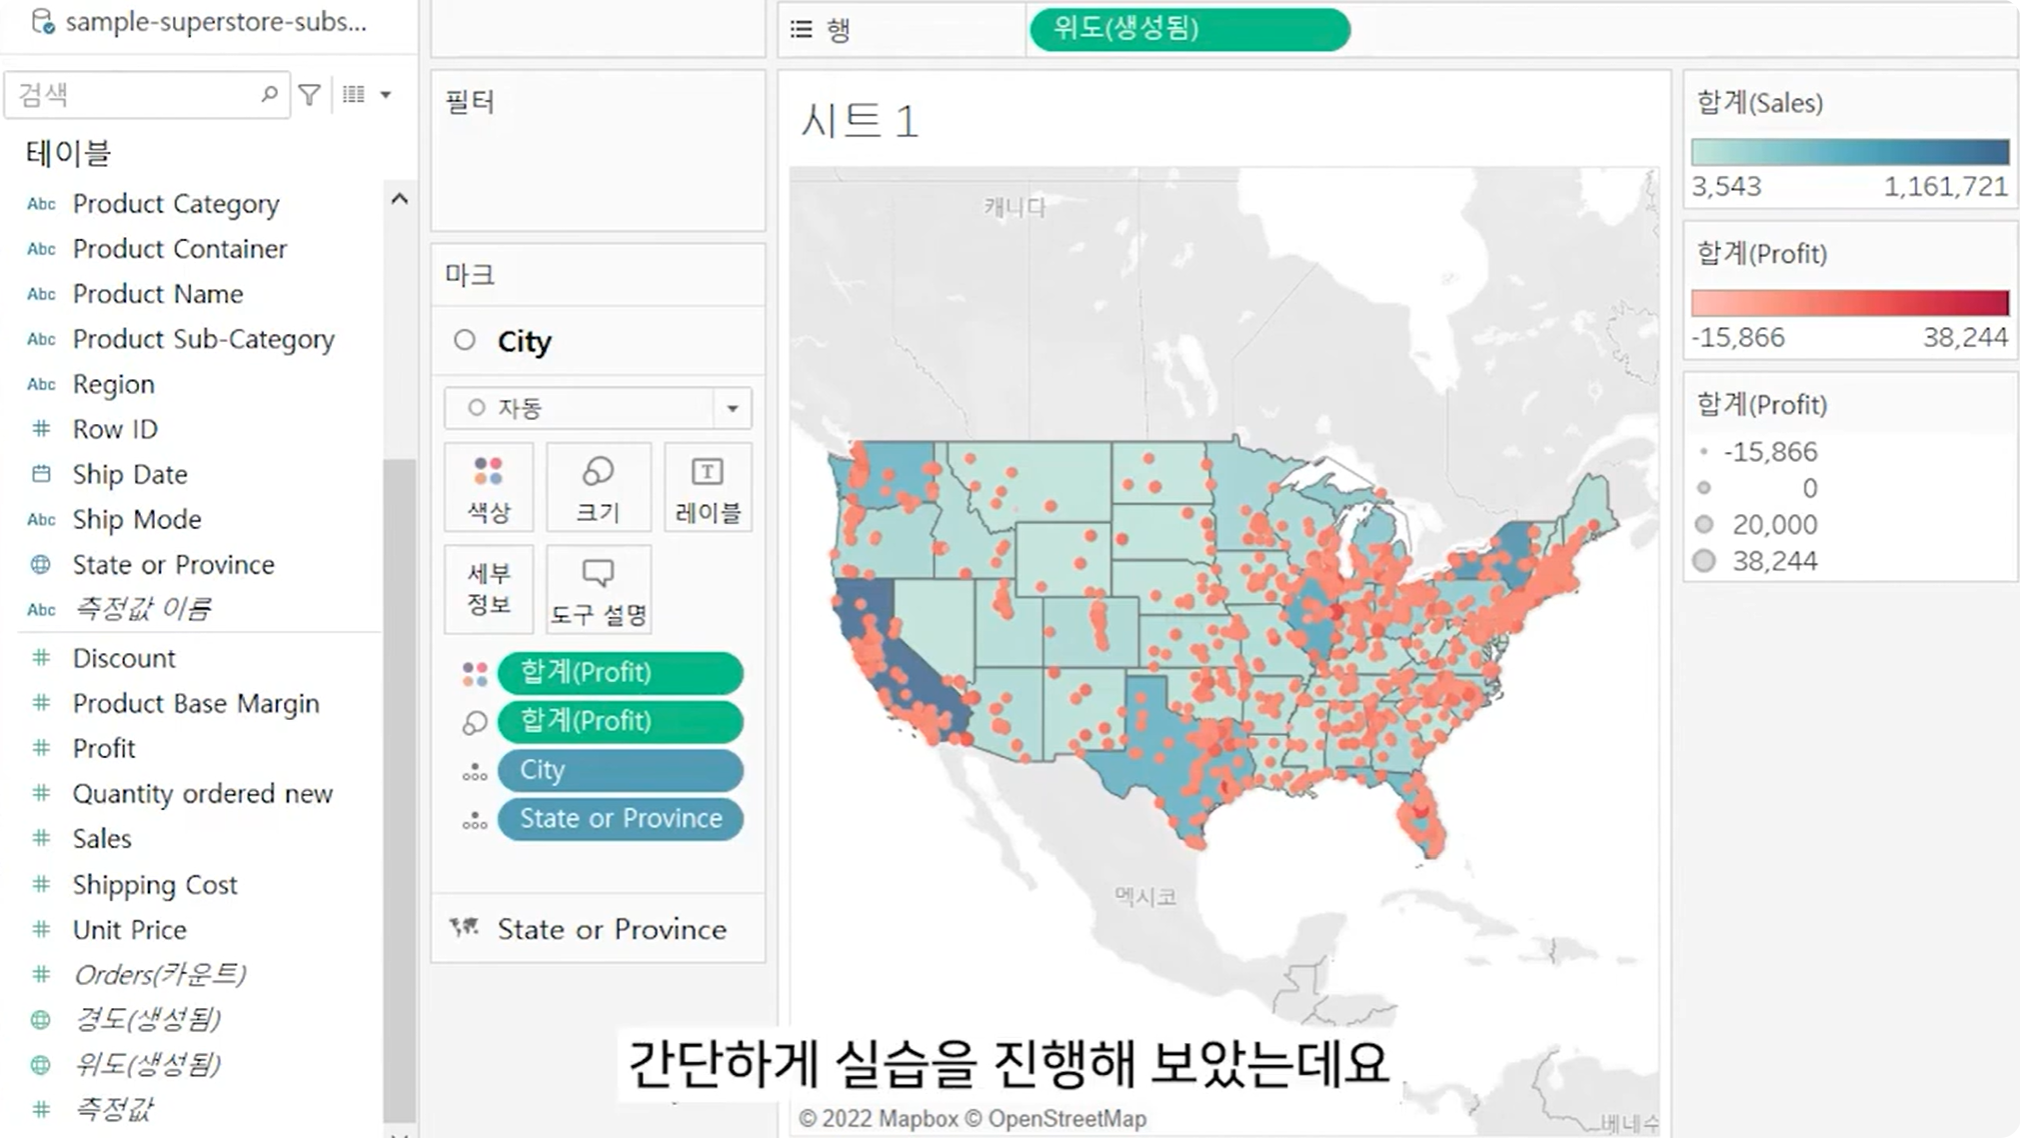 sample-superstore-subs...
검색
테이블
Abc Product Category
Abc Product Container
Abc Product Name
Abc Product Sub-Category
Abc Region
# Row ID
Ship Date
Abc Ship Mode
State or Province
Abc 측정값 이름
# Discount
# Product Base Margin
# Profit
# Quantity ordered new
# Sales
# Shipping Cost
# Unit Price
# Orders(카운트)
경도(생성됨)
위도(생성됨)
# 측정값
필터
마크
City
자동
색상
크기
T
레이블
세부
정보
도구 설명
합계(Profit)
합계(Profit)
City
State or Province
State or Province
행
위도(생성됨)
시트 1
캐나다
멕시코
베네수
© 2022 Mapbox © OpenStreetMap
합계(Sales)
3,543 1,161,721
합계(Profit)
-15,866 38,244
합계(Profit)
-15,866
0
20,000
38,244
간단하게 실습을 진행해 보았는데요